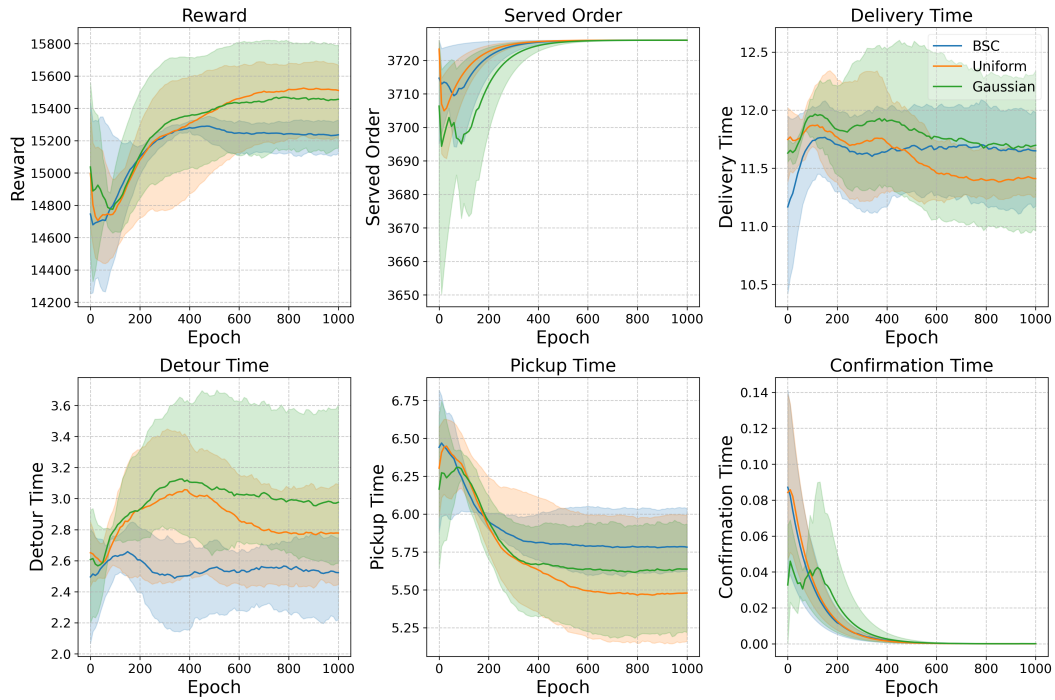 Reward
15800
15600
15400
15200
15000
14800
14600
14400
14200
Reward
0 200 400 600 800 1000
Epoch
Served Order
3720
3710
3700
3690
3680
3670
3660
3650
Served Order
0 200 400 600 800 1000
Epoch
Delivery Time
12.5
12.0
11.5
11.0
10.5
Delivery Time
BSC
Uniform
Gaussian
0 200 400 600 800 1000
Epoch
Detour Time
3.6
3.4
3.2
3.0
2.8
2.6
2.4
2.2
2.0
Detour Time
0 200 400 600 800 1000
Epoch
Pickup Time
6.75
6.50
6.25
6.00
5.75
5.50
5.25
Pickup Time
0 200 400 600 800 1000
Epoch
Confirmation Time
0.14
0.12
0.10
0.08
0.06
0.04
0.02
0.00
Confirmation Time
0 200 400 600 800 1000
Epoch